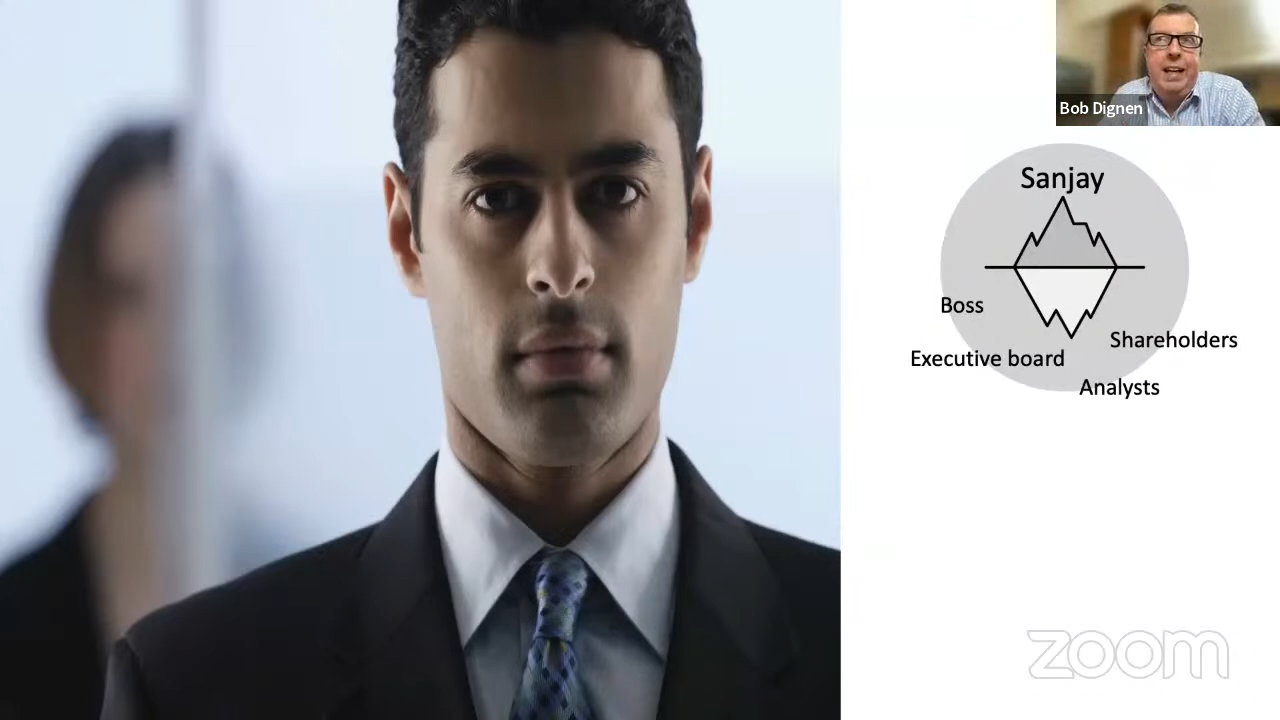 Bob Dignen
Sanjay
Boss
Shareholders
Executive board
Analysts
zoom